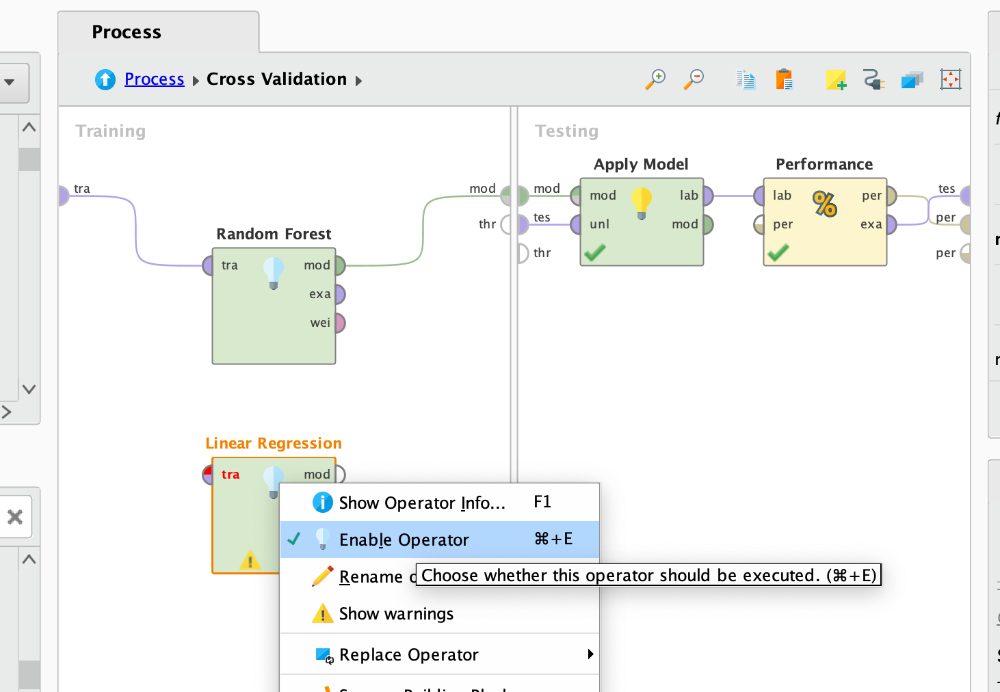 Process
Process Cross Validation
Training
Testing
Apply Model
Performance
tra
mod
mod
mod
lab
lab
per
tes
thr
tes
unl
mod
per
exa
per
thr
per
Random Forest
tra
mod
exa
wei
Linear Regression
tra
mod
Show Operator Info... F1
Enable Operator ⌘+E
Rename
Choose whether this operator should be executed. (⌘+E)
Show warnings
Replace Operator